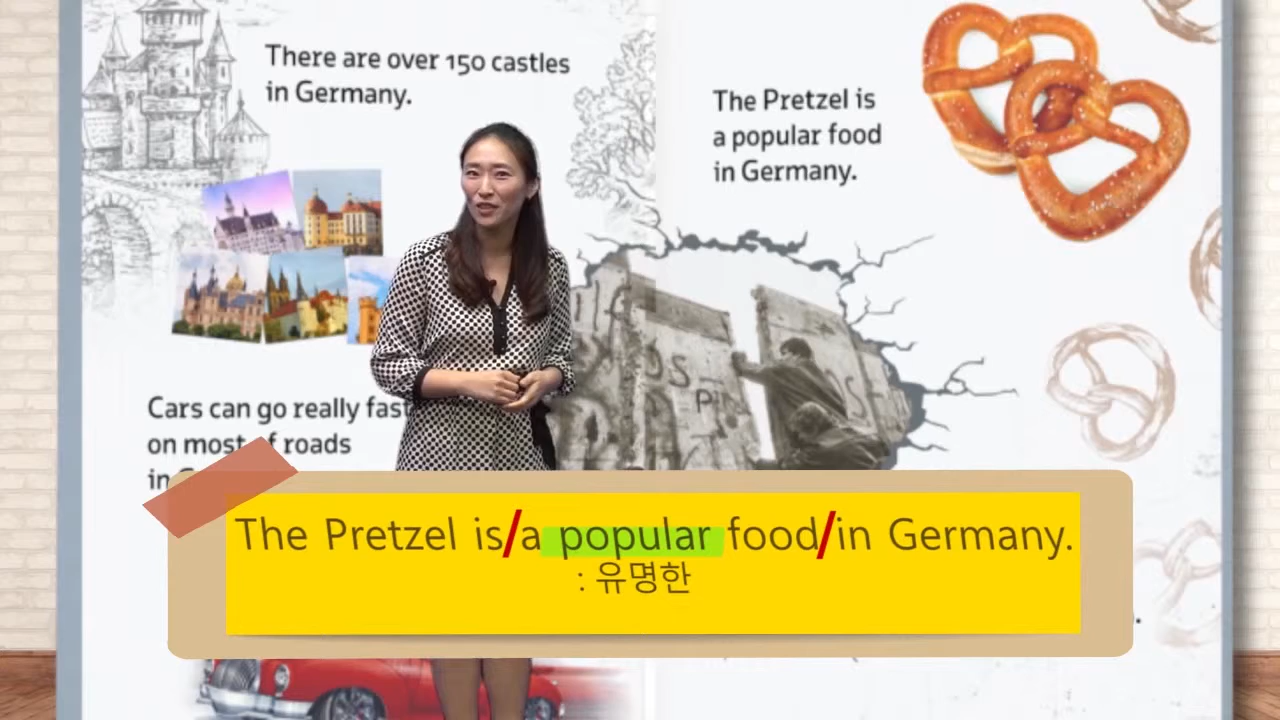 There are over 150 castles
in Germany.
The Pretzel is
a popular food
in Germany.
Cars can go really fast
on most of roads
in
The Pretzel is/a popular food/in Germany.
: 유명한